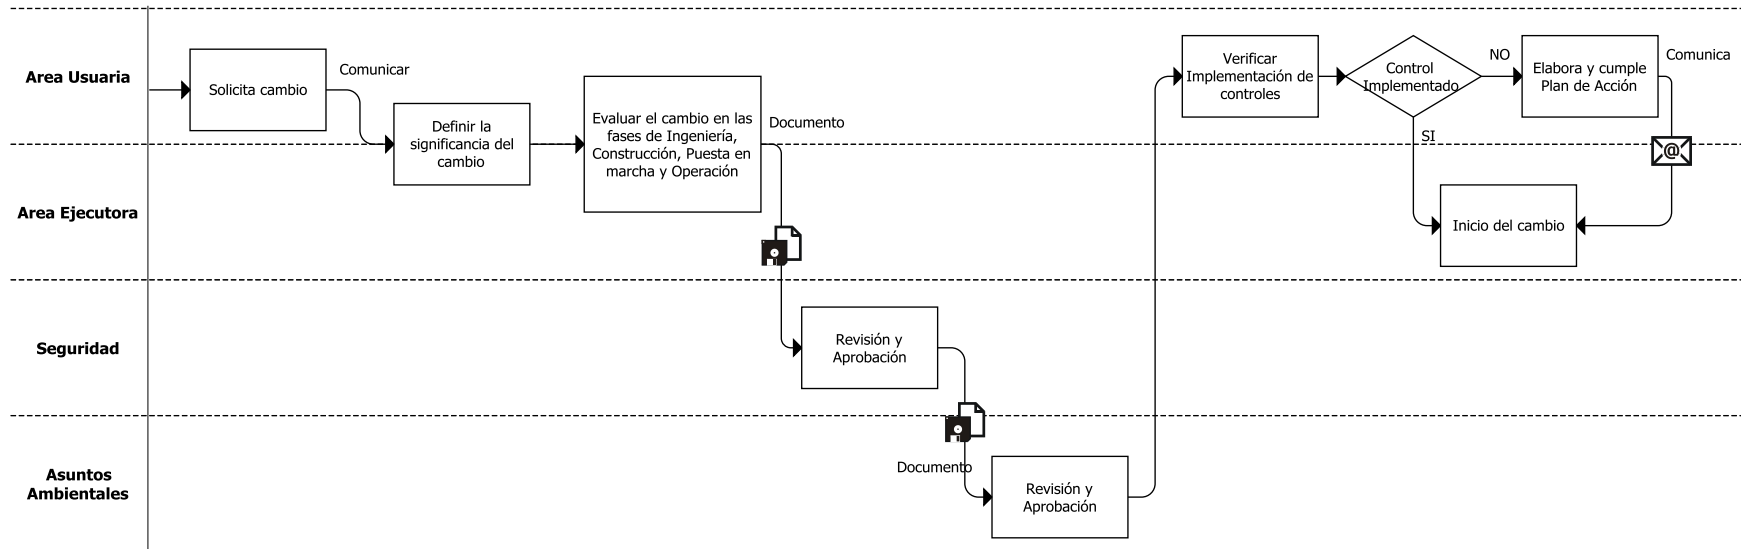 Area Usuaria
Solicita cambio
Comunicar
Definir la
significancia del
cambio
Evaluar el cambio en las
fases de Ingeniería,
Construcción, Puesta en
marcha y Operación
Documento
Verificar
Implementación de
controles
Control
Implementado
NO
SI
Elabora y cumple
Plan de Acción
Comunica
@
Area Ejecutora
Inicio del cambio
Seguridad
Revisión y
Aprobación
Asuntos
Ambientales
Documento
Revisión y
Aprobación